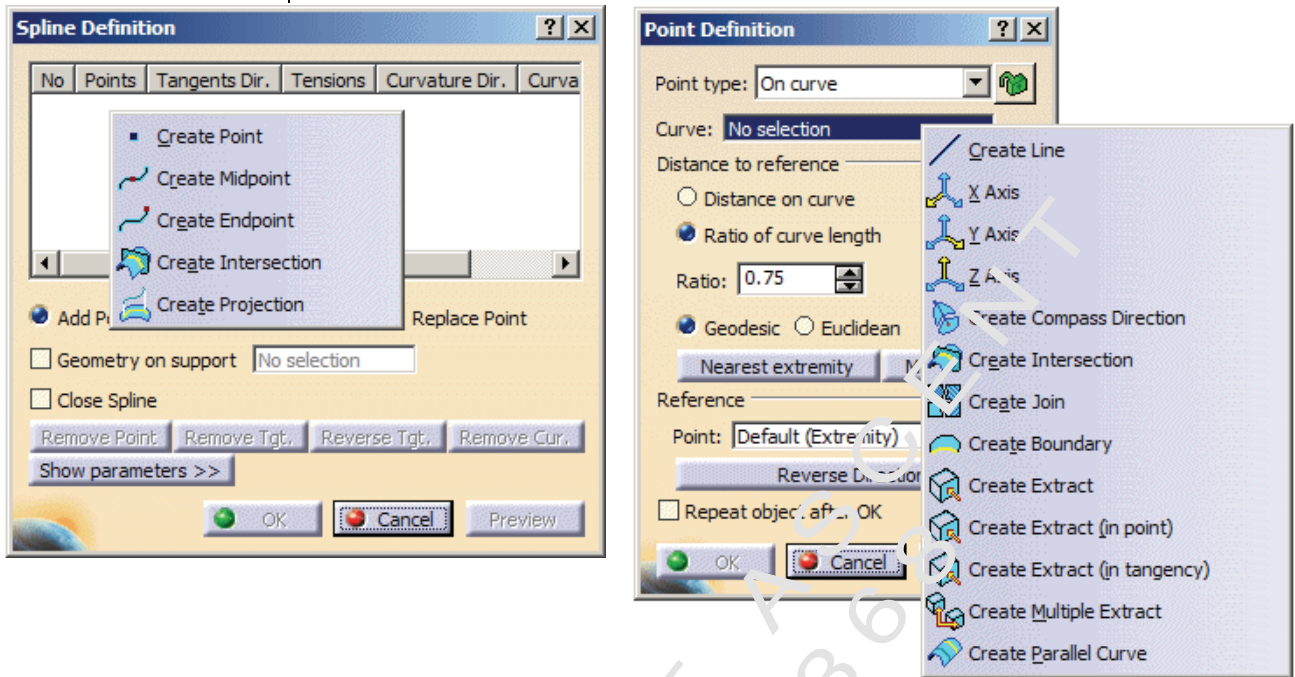 Spline Definition
No Points Tangents Dir. Tensions Curvature Dir. Curva
Create Point
Create Midpoint
Create Endpoint
Create Intersection
Create Projection
Add P Replace Point
Geometry on support No selection
Close Spline
Remove Point Remove Tgt. Reverse Tgt. Remove Cur.
Show parameters >>
OK Cancel Preview
Point Definition
Point type: On curve
Curve: No selection
Distance to reference
Distance on curve
Ratio of curve length
Ratio: 0.75
Geodesic Euclidean
Nearest extremity M
Reference
Point: Default (Extremity)
Reverse Direction
Repeat object after OK
OK Cancel
Create Line
X Axis
Y Axis
Z Axis
Create Compass Direction
Create Intersection
Create Join
Create Boundary
Create Extract
Create Extract (in point)
Create Extract (in tangency)
Create Multiple Extract
Create Parallel Curve
ASCENT